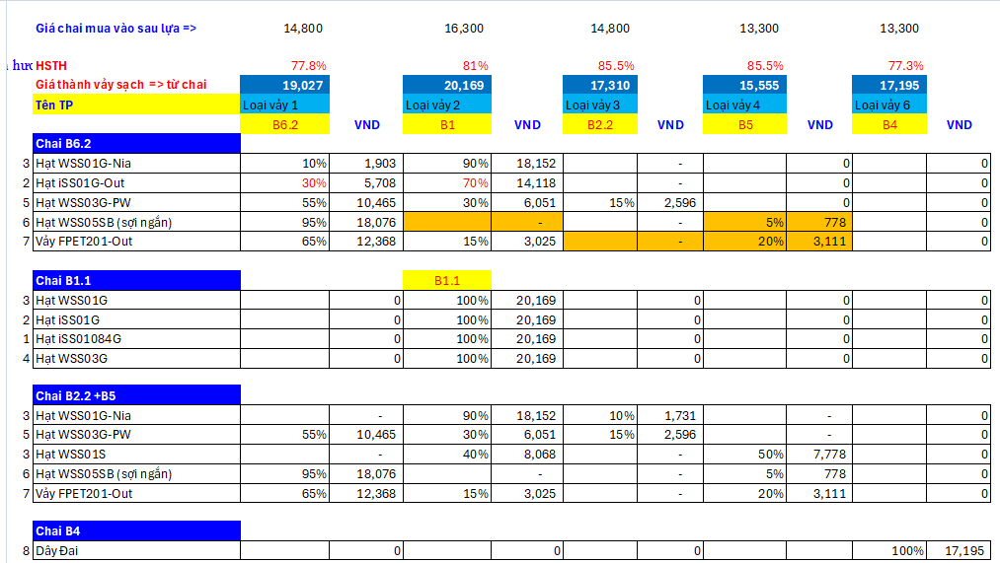 Giá chai mua vào sau lựa => 14,800 16,300 14,800 13,300 13,300
HSTH 77.8% 81% 85.5% 85.5% 77.3%
Giá thành vảy sạch => từ chai 19,027 20,169 17,310 15,555 17,195
Tên TP Loại vảy 1 Loại vảy 2 Loại vảy 3 Loại vảy 4 Loại vảy 6
B6.2 VND B1 VND B2.2 VND B5 VND B4 VND
Chai B6.2
3 Hạt WSS01G-Nia 10% 1,903 90% 18,152 - 0 0
2 Hạt iSS01G-Out 30% 5,708 70% 14,118 - 0 0
5 Hạt WSS03G-PW 55% 10,465 30% 6,051 15% 2,596 0 0
6 Hạt WSS05SB (sợi ngắn) 95% 18,076 - - 5% 778 0
7 Vảy FPET201-Out 65% 12,368 15% 3,025 - 20% 3,111 0
Chai B1.1 B1.1
3 Hạt WSS01G 0 100% 20,169 0 0 0
2 Hạt iSS01G 0 100% 20,169 0 0 0
1 Hạt iSS01084G 0 100% 20,169 0 0 0
4 Hạt WSS03G 0 100% 20,169 0 0 0
Chai B2.2 +B5
3 Hạt WSS01G-Nia - 90% 18,152 10% 1,731 - 0
5 Hạt WSS03G-PW 55% 10,465 30% 6,051 15% 2,596 - 0
3 Hạt WSS01S - 40% 8,068 - 50% 7,778 0
6 Hạt WSS05SB (sợi ngắn) 95% 18,076 - - 5% 778 0
7 Vảy FPET201-Out 65% 12,368 15% 3,025 - 20% 3,111 0
Chai B4
8 Dây Đai 0 0 0 100% 17,195